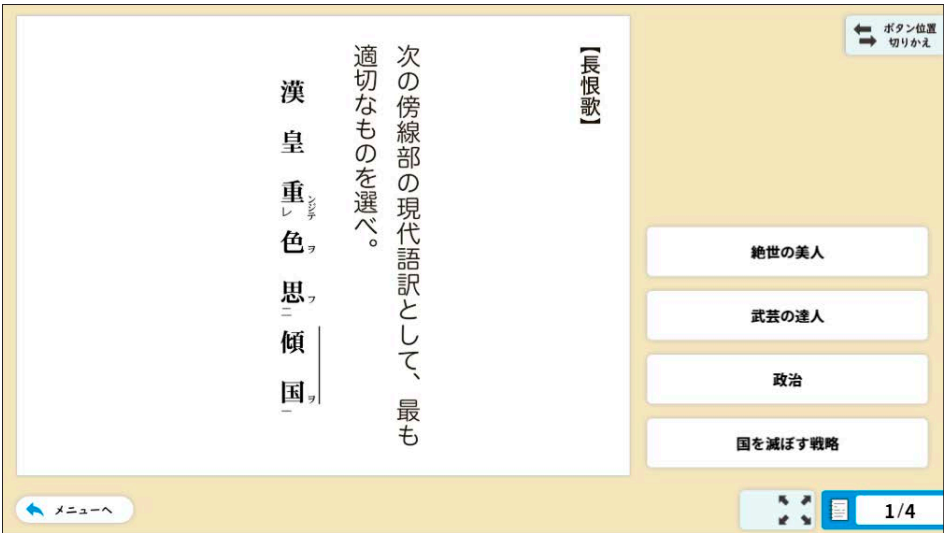 【長恨歌】
次の傍線部の現代語訳として、最も
適切なものを選べ。
漢皇重ンジテレ色ヲ思フ二傾国ヲ一
ボタン位置
切りかえ
絶世の美人
武芸の達人
政治
国を滅ぼす戦略
メニューへ
1/4